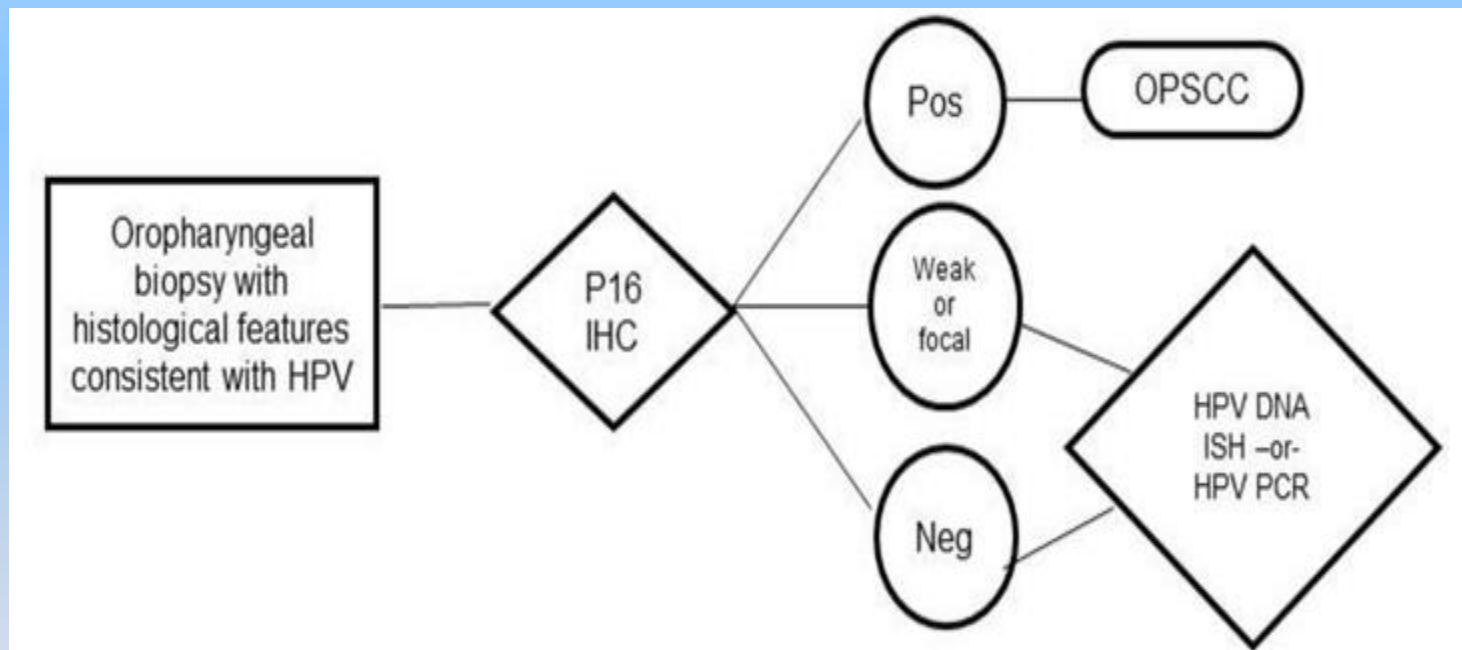 Oropharyngeal
biopsy with
histological features
consistent with HPV
P16
IHC
Pos
OPSCC
Weak
or
focal
Neg
HPV DNA
ISH –or-
HPV PCR